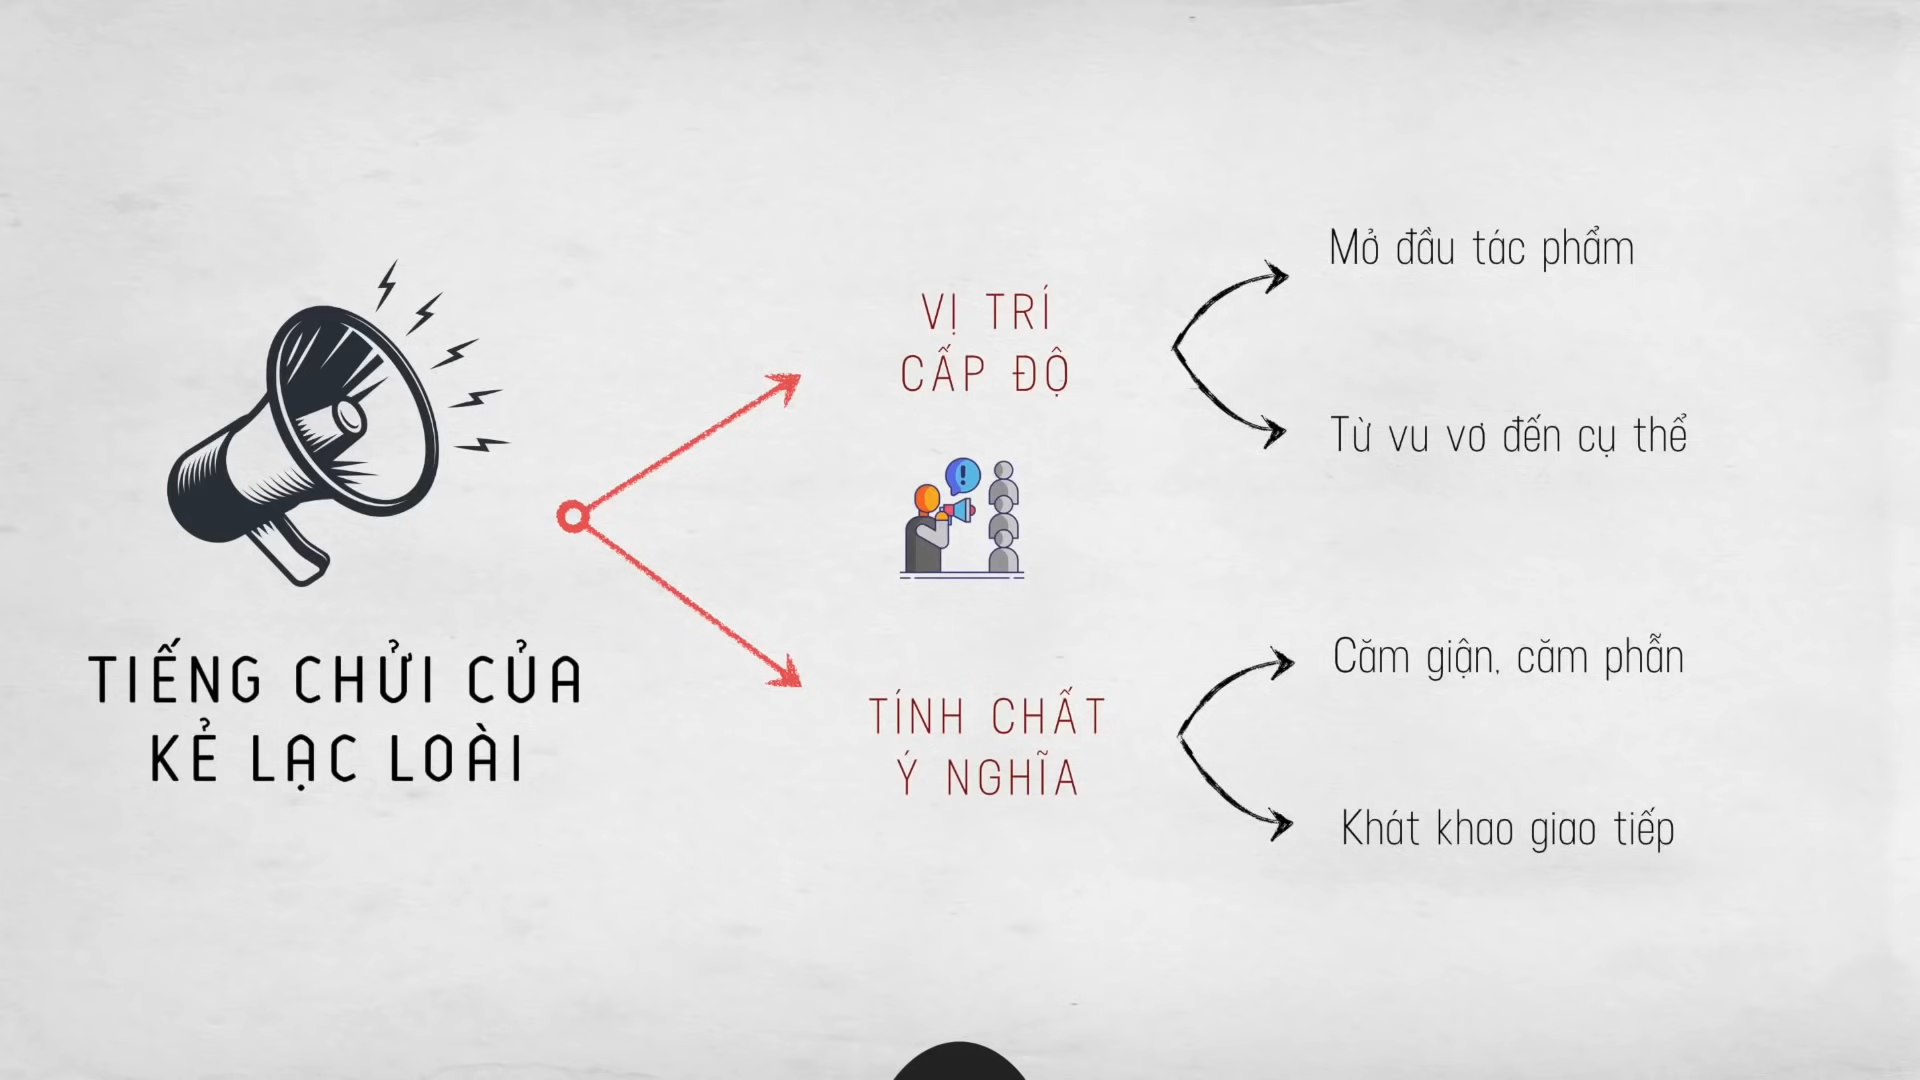 TIẾNG CHỬI CỦA
KẺ LẠC LOÀI
VỊ TRÍ
CẤP ĐỘ
Mở đầu tác phẩm
Từ vu vơ đến cụ thể
TÍNH CHẤT
Ý NGHĨA
Căm giận, căm phẫn
Khát khao giao tiếp